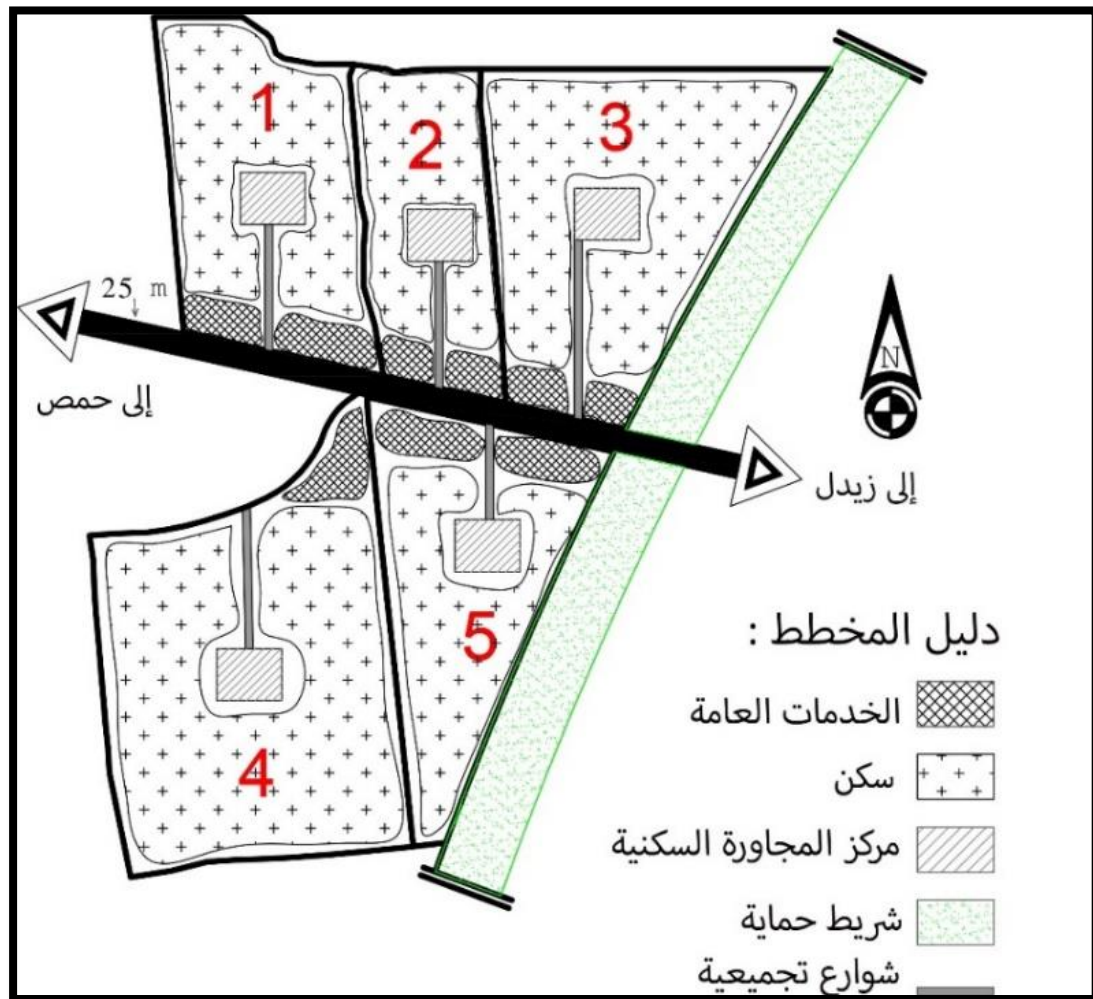 1
2
3
25 m
إلى حمص
N
إلى زيدل
5
4
دليل المخطط :
الخدمات العامة
سكن
مركز المجاورة السكنية
شريط حماية
شوارع تجميعية